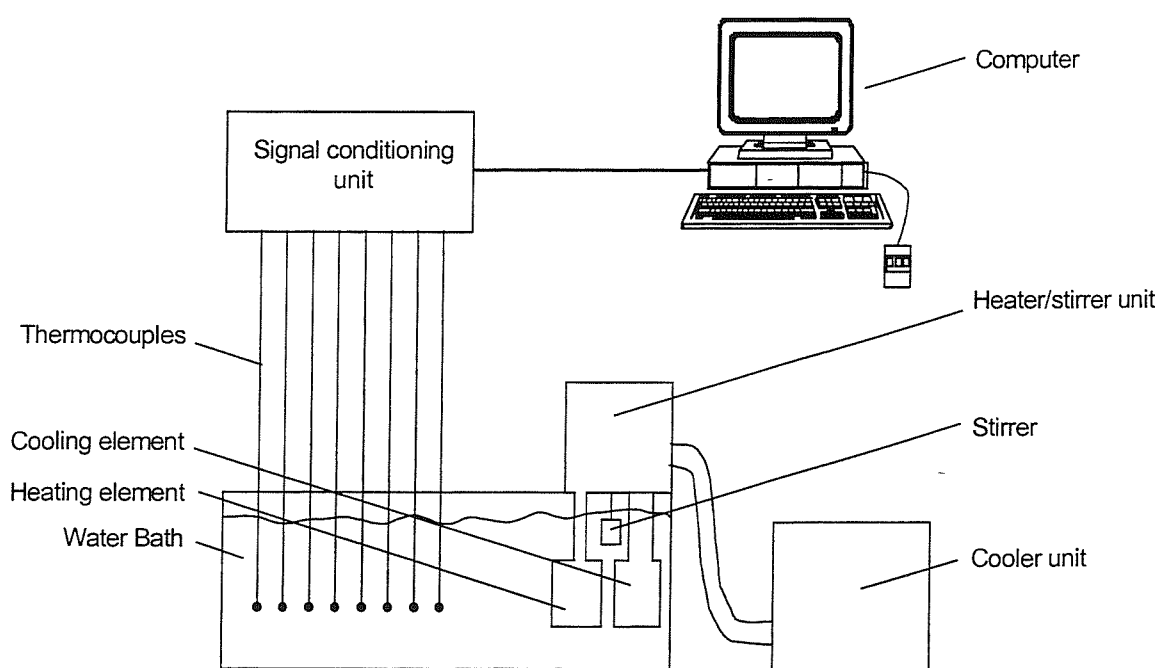 Computer
Signal conditioning
unit
Heater/stirrer unit
Thermocouples
Cooling element
Stirrer
Heating element
Water Bath
Cooler unit